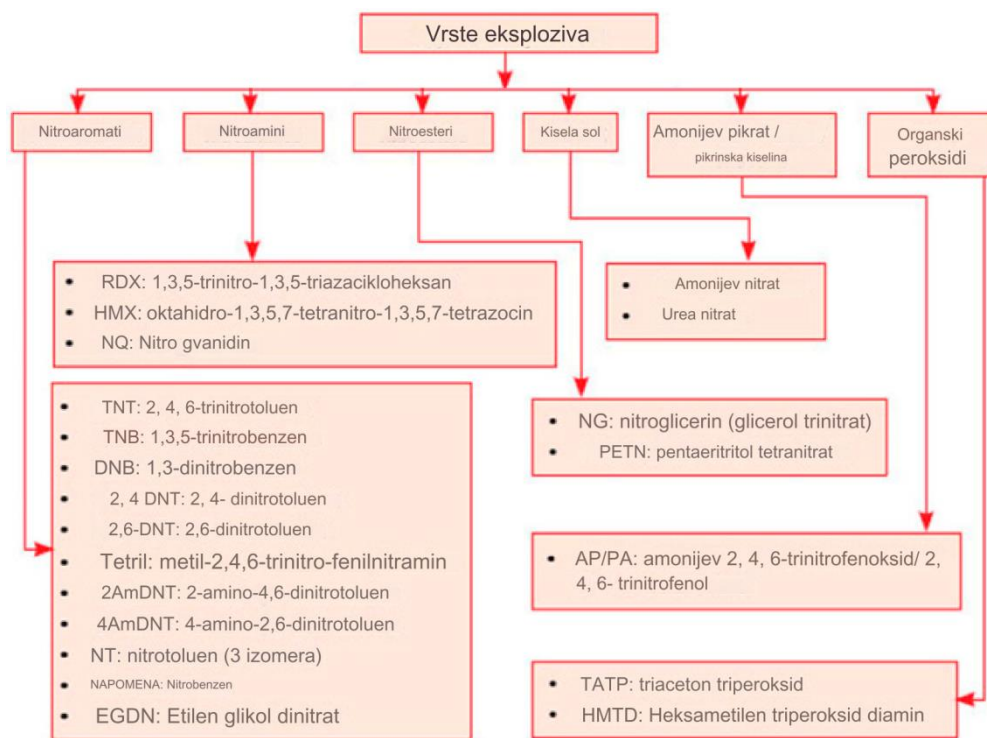 Vrste eksploziva
Nitroaromati
Nitroamini
Nitroesteri
Kisela sol
Amonijev pikrat /
pikrinska kiselina
Organski
peroksidi
RDX: 1,3,5-trinitro-1,3,5-triazacikloheksan
HMX: oktahidro-1,3,5,7-tetranitro-1,3,5,7-tetrazocin
NQ: Nitro gvanidin
Amonijev nitrat
Urea nitrat
TNT: 2, 4, 6-trinitrotoluen
TNB: 1,3,5-trinitrobenzen
DNB: 1,3-dinitrobenzen
2, 4 DNT: 2, 4- dinitrotoluen
2,6-DNT: 2,6-dinitrotoluen
Tetril: metil-2,4,6-trinitro-fenilnitramin
2AmDNT: 2-amino-4,6-dinitrotoluen
4AmDNT: 4-amino-2,6-dinitrotoluen
NT: nitrotoluen (3 izomera)
NAPOMENA: Nitrobenzen
EGDN: Etilen glikol dinitrat
NG: nitroglicerin (glicerol trinitrat)
PETN: pentaeritritol tetranitrat
AP/PA: amonijev 2, 4, 6-trinitrofenoksid/ 2,
4, 6- trinitrofenol
TATP: triaceton triperoksid
HMTD: Heksametilen triperoksid diamin